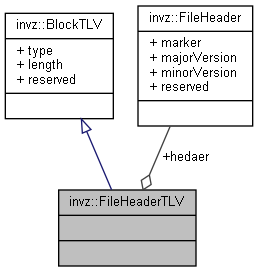 invz::BlockTLV
+ type
+ length
+ reserved
invz::FileHeader
+ marker
+ majorVersion
+ minorVersion
+ reserved
+hedaer
invz::FileHeaderTLV